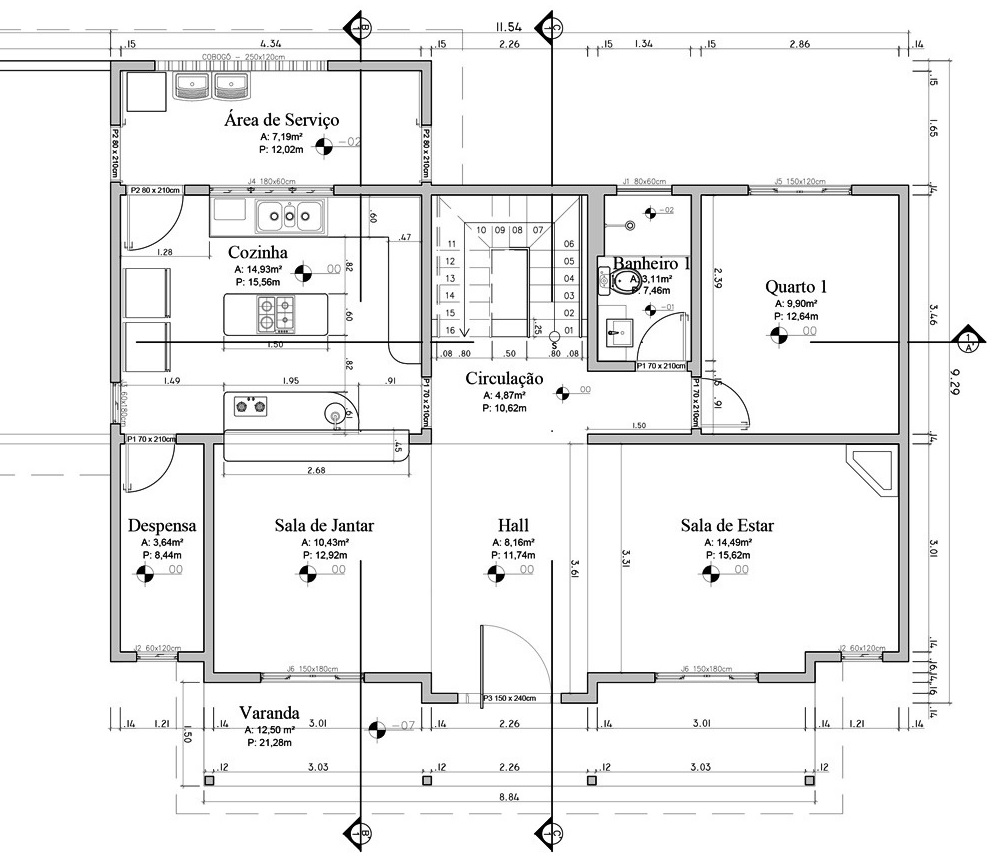 B
1
C
1
11.54
.15
4.34
.15
2.26
.15
1.34
.15
2.86
.14
COBOGÓ - 250x120cm
Área de Serviço
A: 7,19m²
P: 12,02m
-02
P2 80 x 210cm
P2 80 x 210cm
.15
1.65
.14
P2 80 x 210cm
J4 180x60cm
J1 80x60cm
J5 150x120cm
1.28
.60
.47
Cozinha
A: 14,93m²
P: 15,56m
00
.82
.60
1.50
.82
10 09 08 07
11 06
12 05
13 04
14 03
15 02
16 01
.25
S
.08 .80 .50 .80 .08
-02
Banheiro 1
A: 3,11m²
P: 7,46m
-01
P1 70 x 210cm
2.39
Quarto 1
A: 9,90m²
P: 12,64m
00
3.46
1
A'
9.29
1.49
1.95
.91
60x180cm
.61
P1 70 x 210cm
Circulação
A: 4,87m²
P: 10,62m
00
.15
.91
P1 70 x 210cm
1.50
.14
P1 70 x 210cm
.45
2.68
Despensa
A: 3,64m²
P: 8,44m
00
Sala de Jantar
A: 10,43m²
P: 12,92m
00
Hall
A: 8,16m²
P: 11,74m
00
3.61
3.31
Sala de Estar
A: 14,49m²
P: 15,62m
00
3.01
J2 60x120cm
J6 150x180cm
J6 150x180cm
J2 60x120cm
.14
.16
.14
.16
.14
P3 150 x 240cm
Varanda
A: 12,50 m²
P: 21,28m
-07
.14
1.21
.14
3.01
.14
2.26
.14
3.01
.14
1.21
.14
1.50
.12
3.03
.12
2.26
.12
3.03
.12
8.84
B'
1
C'
1